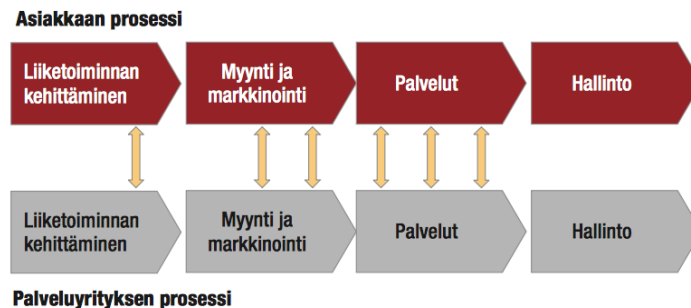 Asiakkaan prosessi
Liiketoiminnan
kehittäminen
Myynti ja
markkinointi
Palvelut
Hallinto
Liiketoiminnan
kehittäminen
Myynti ja
markkinointi
Palvelut
Hallinto
Palveluyrityksen prosessi